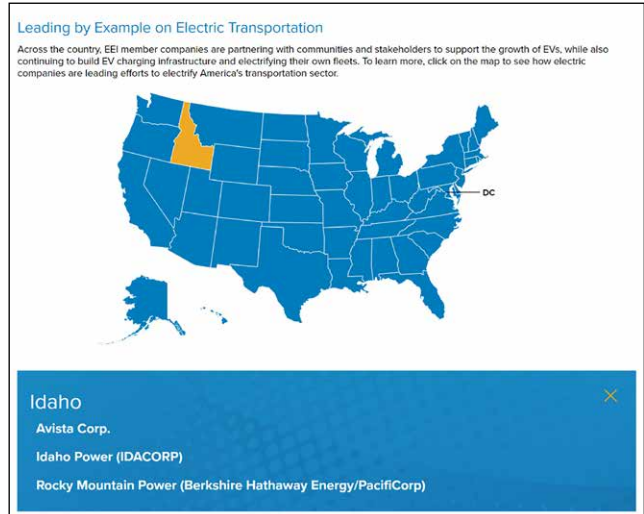 Leading by Example on Electric Transportation
Across the country, EEI member companies are partnering with communities and stakeholders to support the growth of EVs, while also
continuing to build EV charging infrastructure and electrifying their own fleets. To learn more, click on the map to see how electric
companies are leading efforts to electrify America's transportation sector.
DC
Idaho
Avista Corp.
Idaho Power (IDACORP)
Rocky Mountain Power (Berkshire Hathaway Energy/PacifiCorp)